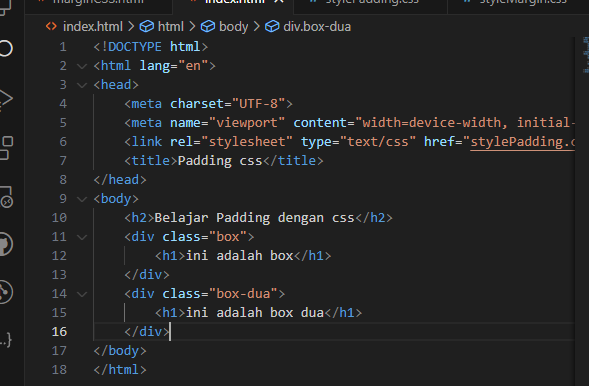 index.html
stylePadding.css
styleMargin.css
index.html > html > body > div.box-dua
1 <!DOCTYPE html>
2 <html lang="en">
3 <head>
4 <meta charset="UTF-8">
5 <meta name="viewport" content="width=device-width, initial-
6 <link rel="stylesheet" type="text/css" href="stylePadding.c
7 <title>Padding css</title>
8 </head>
9 <body>
10 <h2>Belajar Padding dengan css</h2>
11 <div class="box">
12 <h1>ini adalah box</h1>
13 </div>
14 <div class="box-dua">
15 <h1>ini adalah box dua</h1>
16 </div>
17 </body>
18 </html>